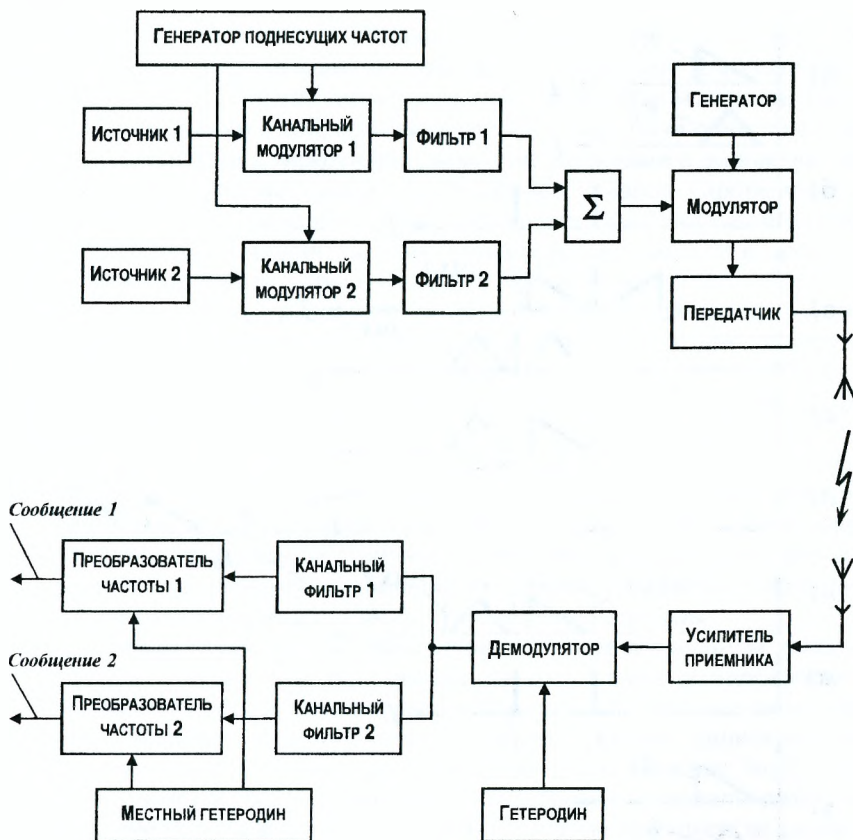 ГЕНЕРАТОР ПОДНЕСУЩИХ ЧАСТОТ
ГЕНЕРАТОР
ИСТОЧНИК 1
КАНАЛЬНЫЙ
МОДУЛЯТОР 1
ФИЛЬТР 1
Σ
МОДУЛЯТОР
ИСТОЧНИК 2
КАНАЛЬНЫЙ
МОДУЛЯТОР 2
ФИЛЬТР 2
ПЕРЕДАТЧИК
Сообщение 1
ПРЕОБРАЗОВАТЕЛЬ
ЧАСТОТЫ 1
КАНАЛЬНЫЙ
ФИЛЬТР 1
ДЕМОДУЛЯТОР
УСИЛИТЕЛЬ
ПРИЕМНИКА
Сообщение 2
ПРЕОБРАЗОВАТЕЛЬ
ЧАСТОТЫ 2
КАНАЛЬНЫЙ
ФИЛЬТР 2
МЕСТНЫЙ ГЕТЕРОДИН
ГЕТЕРОДИН